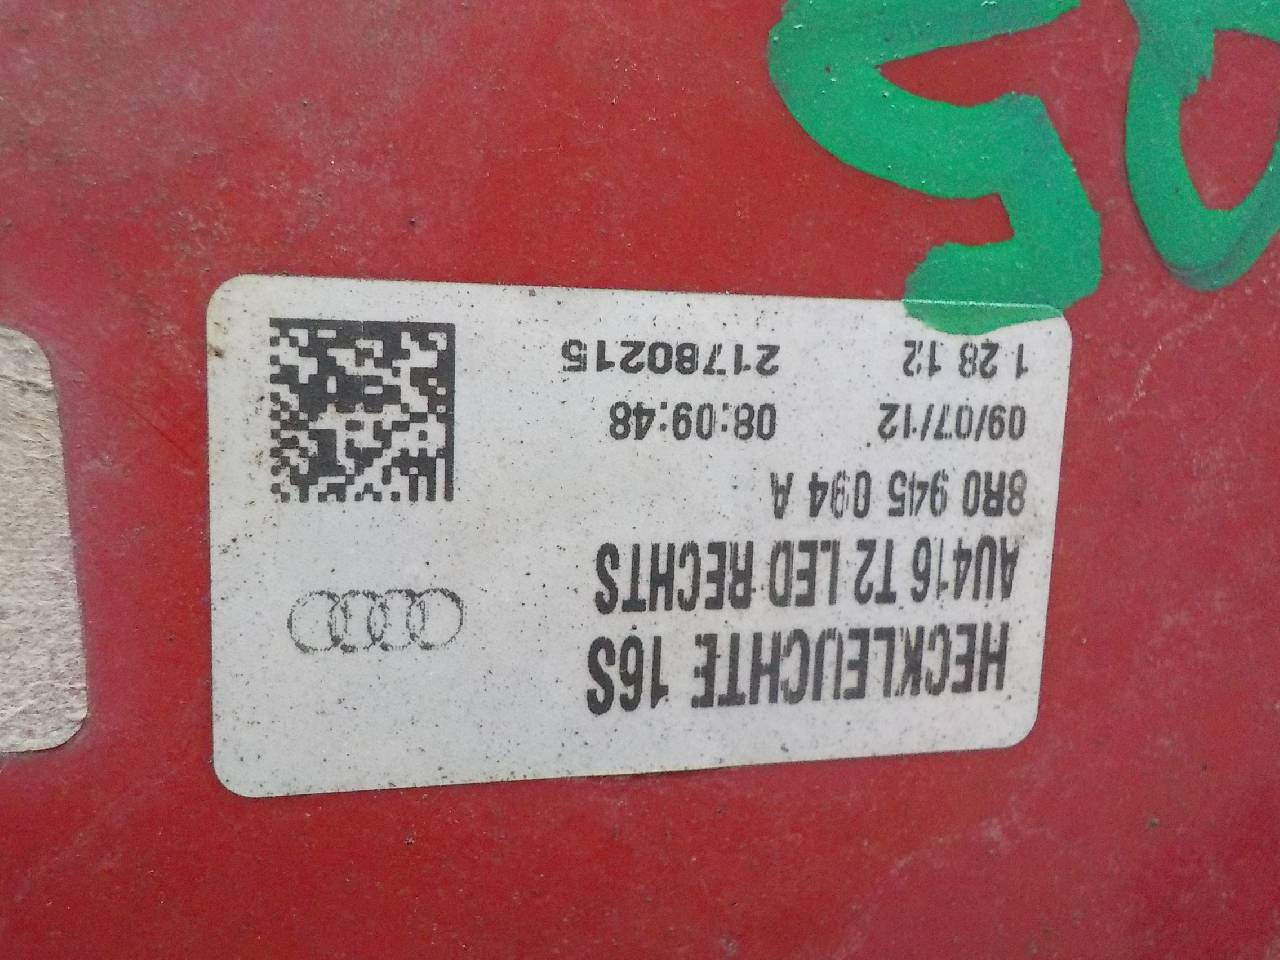 HECKLEUCHTE 16S
AU416 T2 LED RECHTS
8R0 945 094 A
09/07/12 08:09:48
1 28 12 21780215